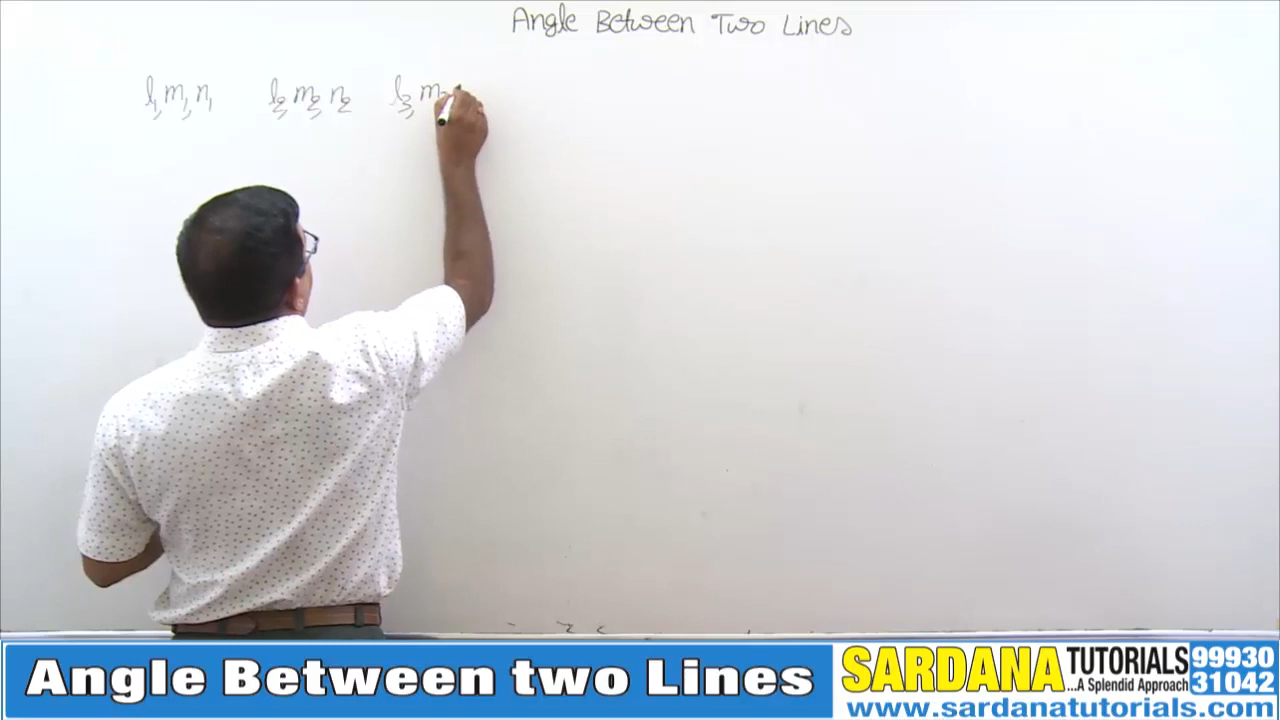 Angle Between Two Lines
l₁, m₁, n₁ l₂, m₂, n₂ l₃, m
Angle Between two Lines
SARDANA TUTORIALS 99930
...A Splendid Approach 31042
www.sardanatutorials.com